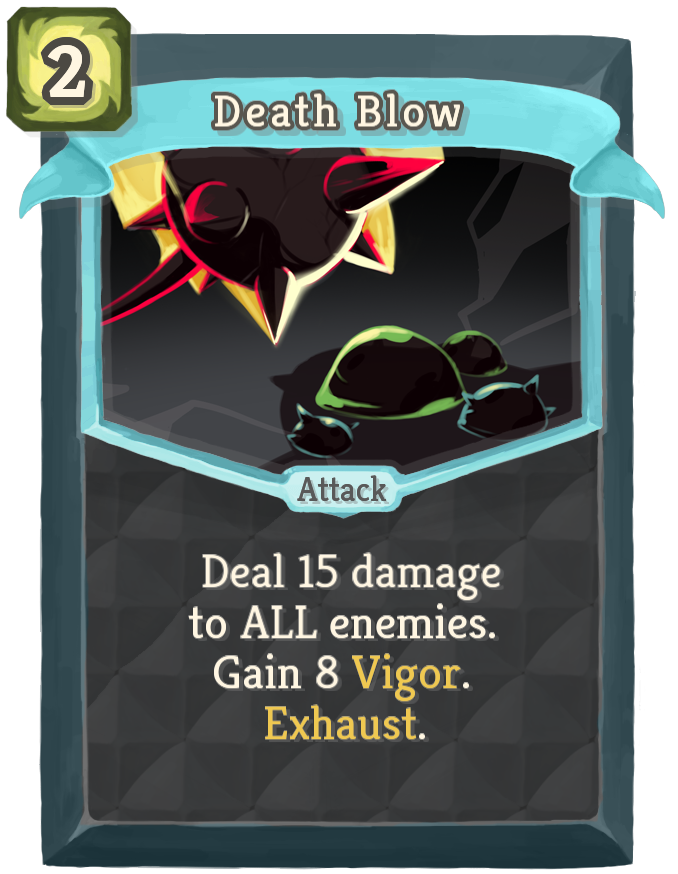 2
Death Blow
Attack
Deal 15 damage
to ALL enemies.
Gain 8 Vigor.
Exhaust.